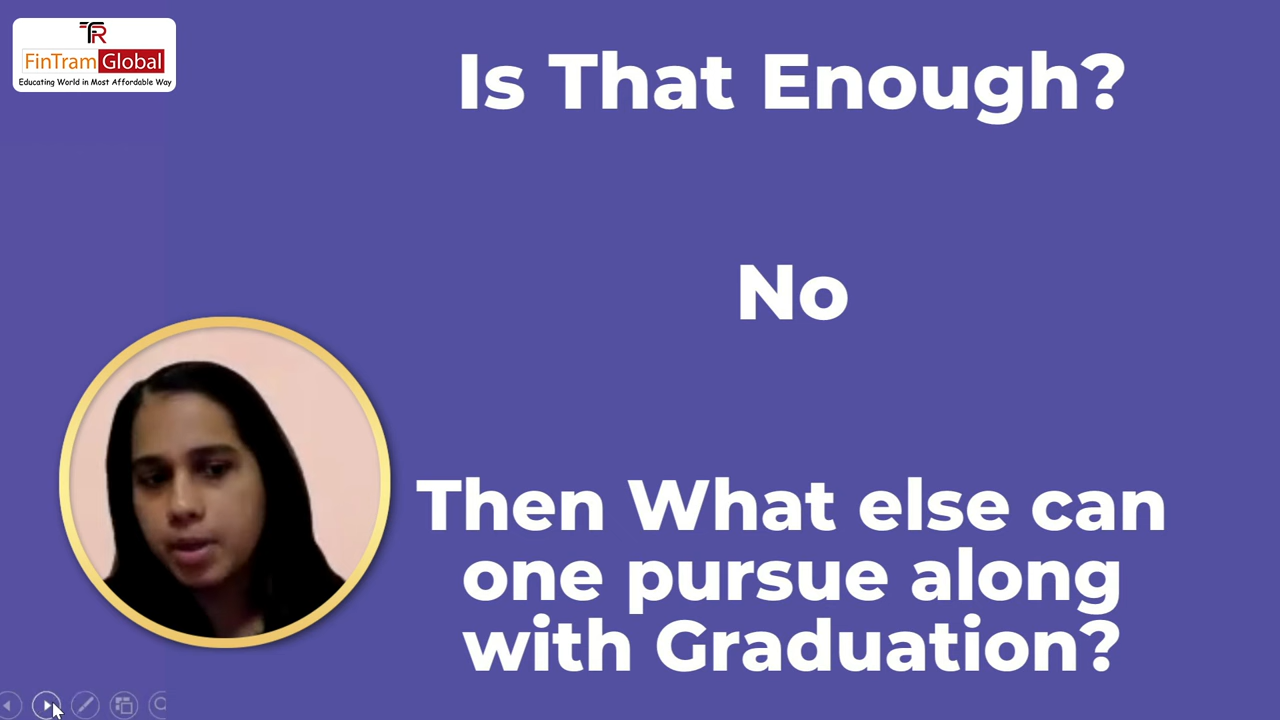 FR
FinTram Global
Educating World in Most Affordable Way
Is That Enough?
No
Then What else can
one pursue along
with Graduation?